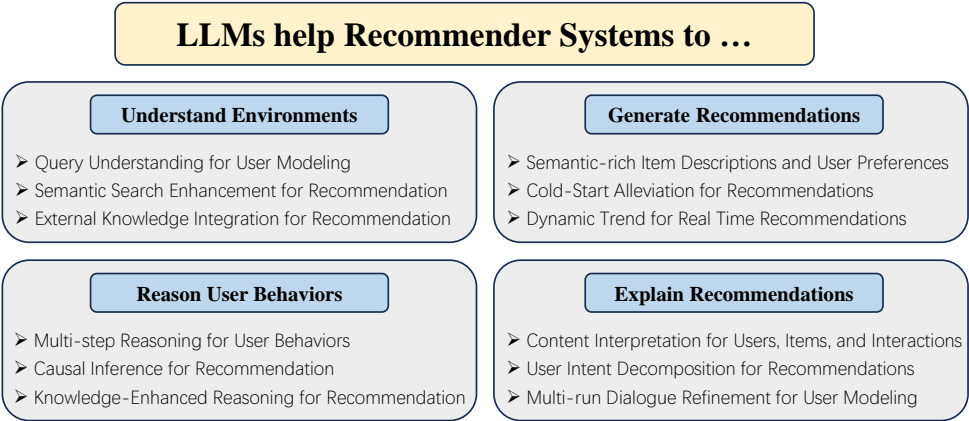 LLMs help Recommender Systems to …
Understand Environments
➢ Query Understanding for User Modeling
➢ Semantic Search Enhancement for Recommendation
➢ External Knowledge Integration for Recommendation
Generate Recommendations
➢ Semantic-rich Item Descriptions and User Preferences
➢ Cold-Start Alleviation for Recommendations
➢ Dynamic Trend for Real Time Recommendations
Reason User Behaviors
➢ Multi-step Reasoning for User Behaviors
➢ Causal Inference for Recommendation
➢ Knowledge-Enhanced Reasoning for Recommendation
Explain Recommendations
➢ Content Interpretation for Users, Items, and Interactions
➢ User Intent Decomposition for Recommendations
➢ Multi-run Dialogue Refinement for User Modeling